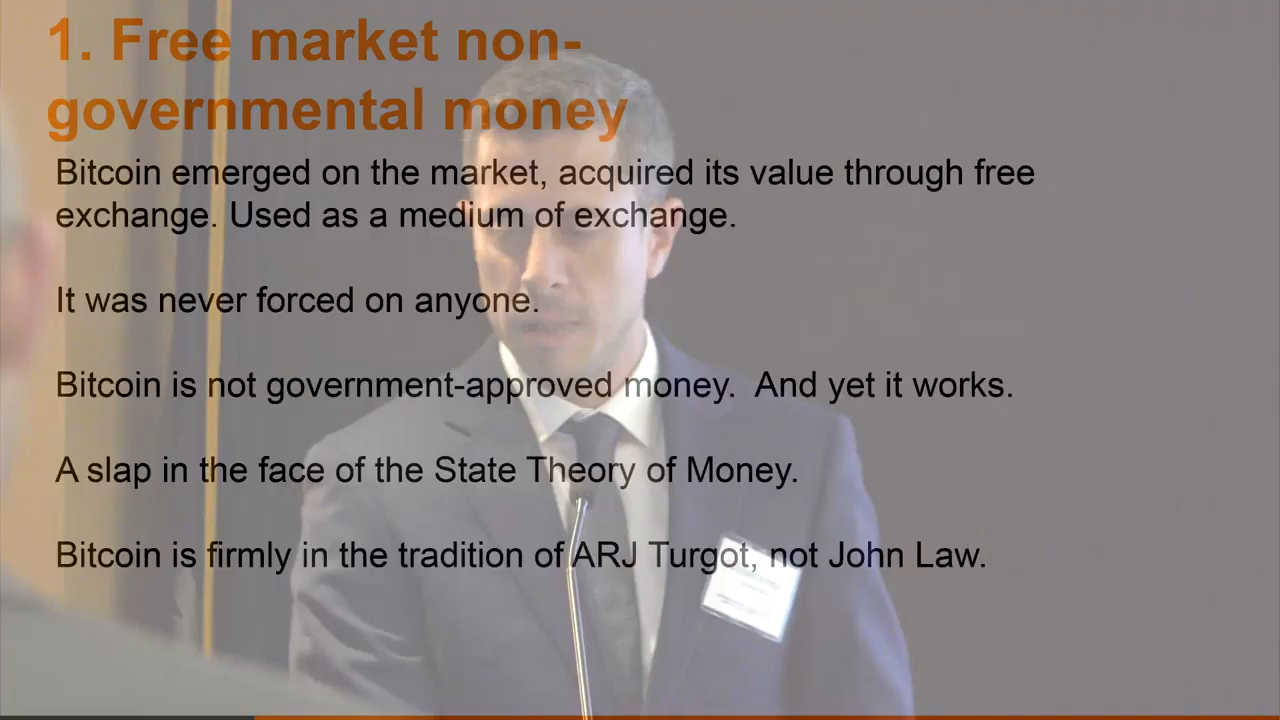 1. Free market non-
governmental money
Bitcoin emerged on the market, acquired its value through free
exchange. Used as a medium of exchange.
It was never forced on anyone.
Bitcoin is not government-approved money.  And yet it works.
A slap in the face of the State Theory of Money.
Bitcoin is firmly in the tradition of ARJ Turgot, not John Law.